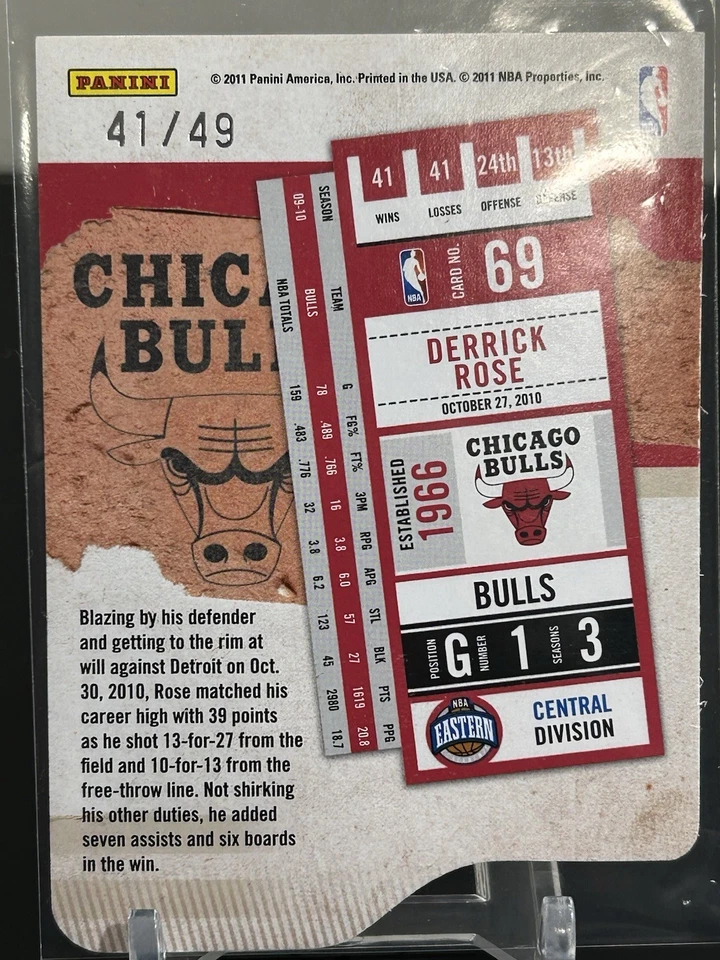 PANINI
© 2011 Panini America, Inc. Printed in the USA. © 2011 NBA Properties, Inc.
41/49
CHICA
BUL
41 41 24th 13th
WINS LOSSES OFFENSE DEFENSE
NBA
CARD NO. 69
DERRICK
ROSE
OCTOBER 27, 2010
ESTABLISHED
1966
CHICAGO
BULLS
BULLS
POSITION G NUMBER 1 SEASONS 3
NBA
EASTERN
CENTRAL
DIVISION
SEASON TEAM G FG% FT% 3PM RPG APG STL BLK PTS PPG
09-10 BULLS 78 .489 .766 16 3.8 6.0 57 27 1619 20.8
NBA TOTALS 159 .483 .776 32 3.8 6.2 123 45 2980 18.7
Blazing by his defender
and getting to the rim at
will against Detroit on Oct.
30, 2010, Rose matched his
career high with 39 points
as he shot 13-for-27 from the
field and 10-for-13 from the
free-throw line. Not shirking
his other duties, he added
seven assists and six boards
in the win.